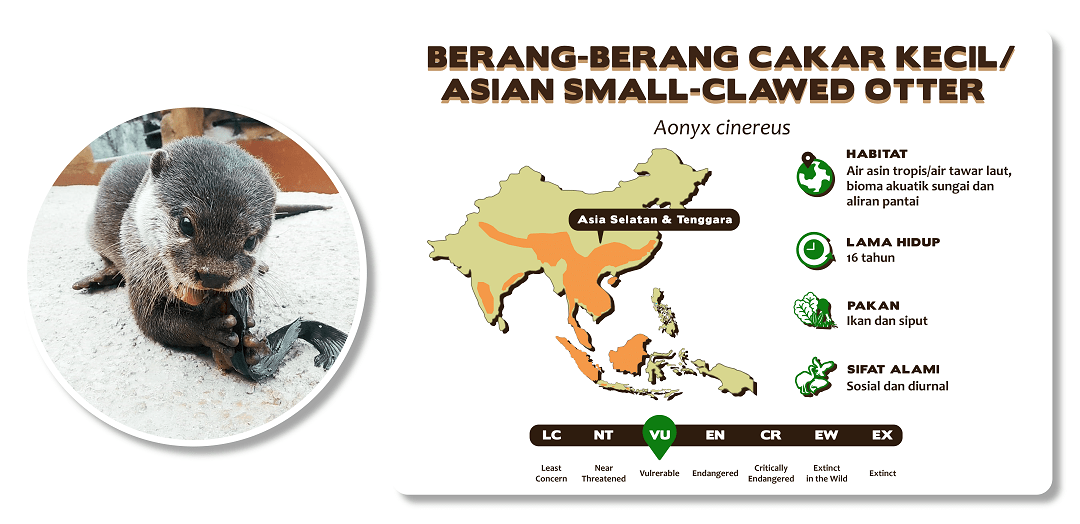 BERANG-BERANG CAKAR KECIL/
ASIAN SMALL-CLAWED OTTER
Aonyx cinereus
Asia Selatan & Tenggara
HABITAT
Air asin tropis/air tawar laut,
bioma akuatik sungai dan
aliran pantai
LAMA HIDUP
16 tahun
PAKAN
Ikan dan siput
SIFAT ALAMI
Sosial dan diurnal
LC NT VU EN CR EW EX
Least Concern
Near Threatened
Vulrerable
Endangered
Critically Endangered
Extinct in the Wild
Extinct